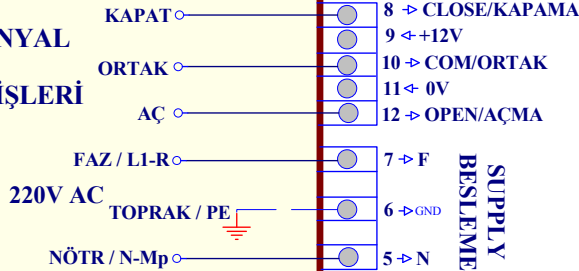 KAPAT 8 -> CLOSE/KAPAMA
NYAL 9 <- +12V
ORTAK 10 -> COM/ORTAK
İŞLERİ 11 <- 0V
AÇ 12 -> OPEN/AÇMA
FAZ / L1-R 7 -> F
220V AC
TOPRAK / PE 6 -> GND
NÖTR / N-Mp 5 -> N
SUPPLY
BESLEME